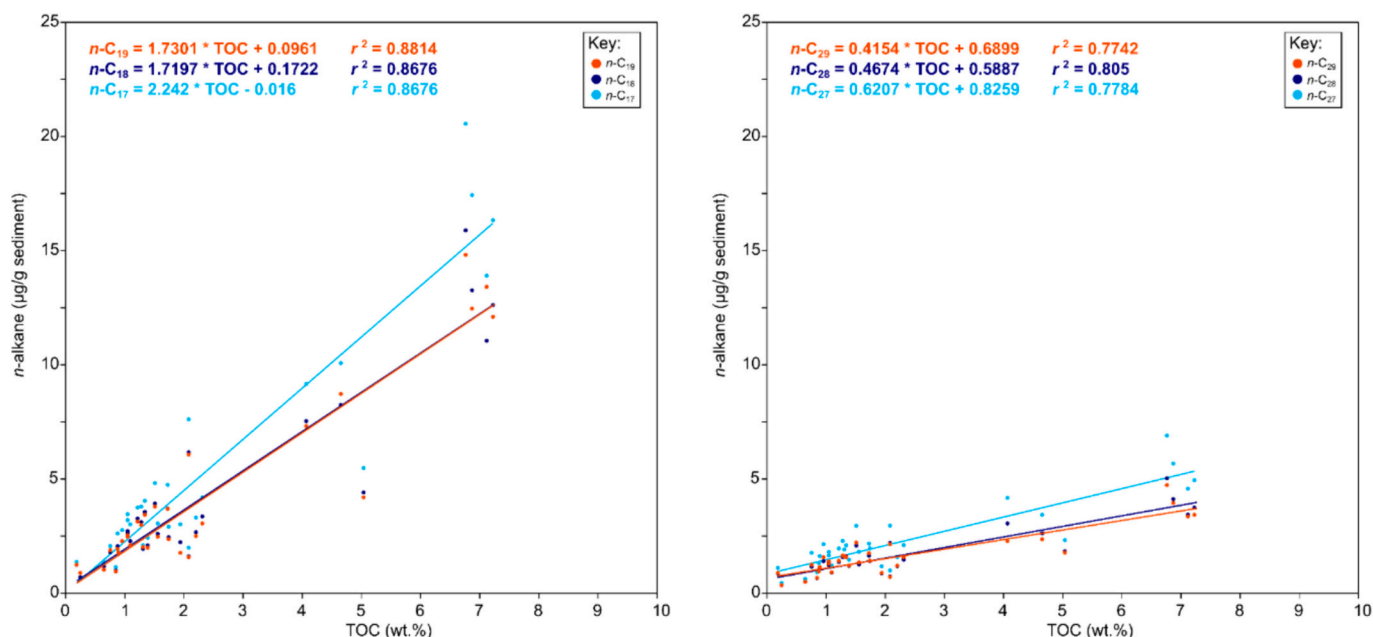 n-C₁₉ = 1.7301 * TOC + 0.0961 r² = 0.8814
n-C₁₈ = 1.7197 * TOC + 0.1722 r² = 0.8676
n-C₁₇ = 2.242 * TOC - 0.016 r² = 0.8676
Key:
n-C₁₉
n-C₁₈
n-C₁₇
25
20
15
10
5
0
n-alkane (µg/g sediment)
0 1 2 3 4 5 6 7 8 9 10
TOC (wt.%)
n-C₂₉ = 0.4154 * TOC + 0.6899 r² = 0.7742
n-C₂₈ = 0.4674 * TOC + 0.5887 r² = 0.805
n-C₂₇ = 0.6207 * TOC + 0.8259 r² = 0.7784
Key:
n-C₂₉
n-C₂₈
n-C₂₇
25
20
15
10
5
0
n-alkane (µg/g sediment)
0 1 2 3 4 5 6 7 8 9 10
TOC (wt.%)